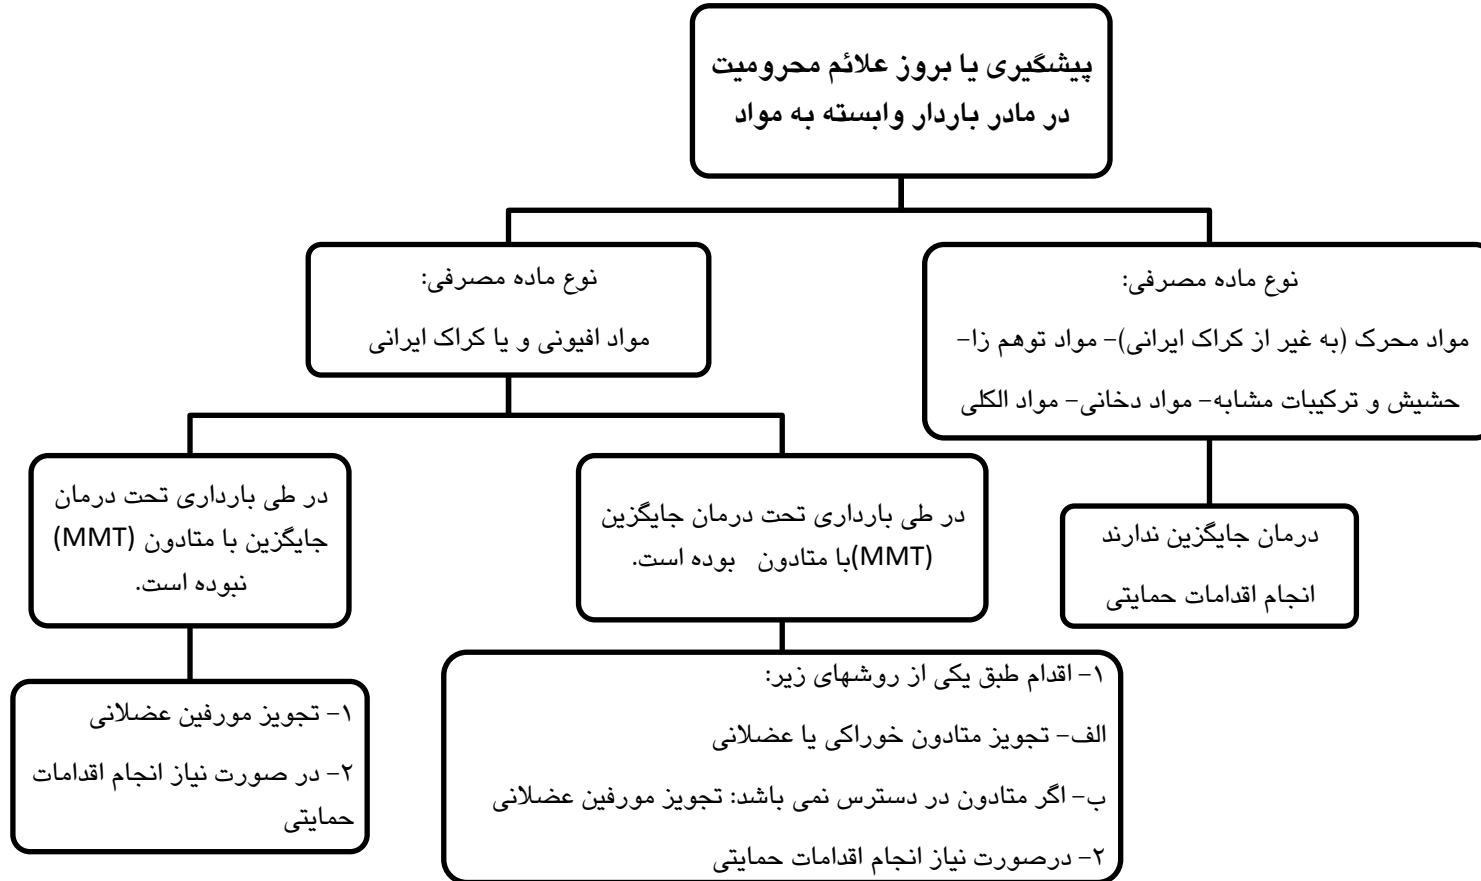 پیشگیری یا بروز علائم محرومیت
در مادر باردار وابسته به مواد
نوع ماده مصرفی:
مواد محرک (به غیر از کراک ایرانی)- مواد توهم زا-
حشیش و ترکیبات مشابه- مواد دخانی- مواد الکلی
نوع ماده مصرفی:
مواد افیونی و یا کراک ایرانی
درمان جایگزین ندارند
انجام اقدامات حمایتی
در طی بارداری تحت درمان جایگزین
با متادون (MMT) بوده است.
در طی بارداری تحت درمان
جایگزین با متادون (MMT)
نبوده است.
۱- اقدام طبق یکی از روشهای زیر:
الف- تجویز متادون خوراکی یا عضلانی
ب- اگر متادون در دسترس نمی باشد: تجویز مورفین عضلانی
۲- درصورت نیاز انجام اقدامات حمایتی
۱- تجویز مورفین عضلانی
۲- در صورت نیاز انجام اقدامات
حمایتی